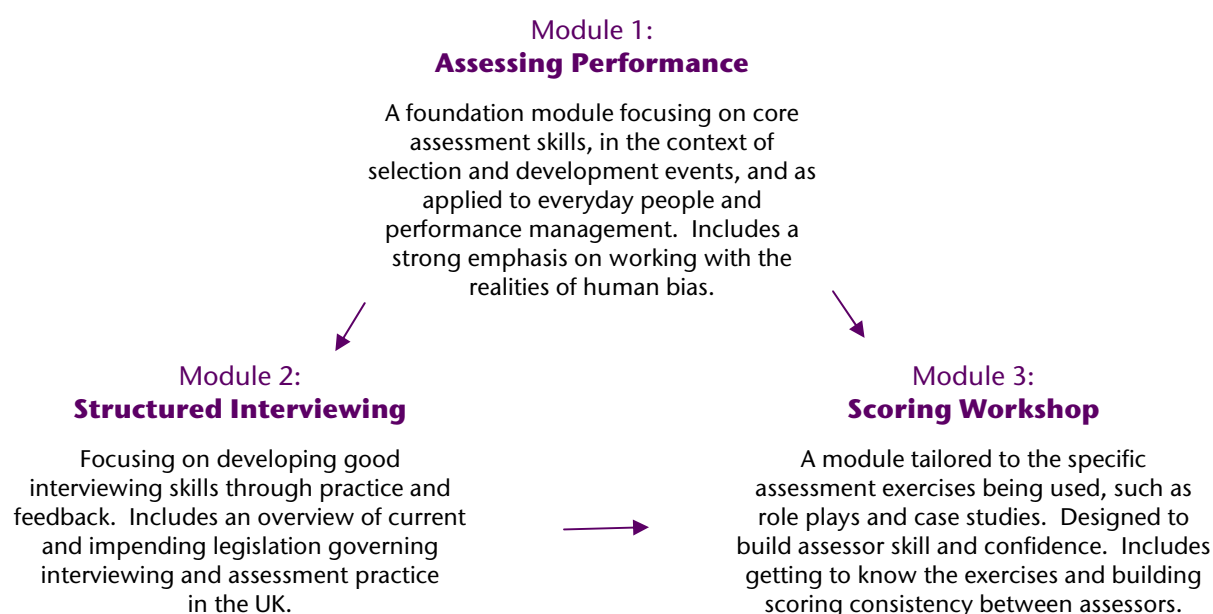 Module 1:
Assessing Performance
A foundation module focusing on core
assessment skills, in the context of
selection and development events, and as
applied to everyday people and
performance management.  Includes a
strong emphasis on working with the
realities of human bias.
Module 2:
Structured Interviewing
Focusing on developing good
interviewing skills through practice and
feedback.  Includes an overview of current
and impending legislation governing
interviewing and assessment practice
in the UK.
Module 3:
Scoring Workshop
A module tailored to the specific
assessment exercises being used, such as
role plays and case studies.  Designed to
build assessor skill and confidence.  Includes
getting to know the exercises and building
scoring consistency between assessors.